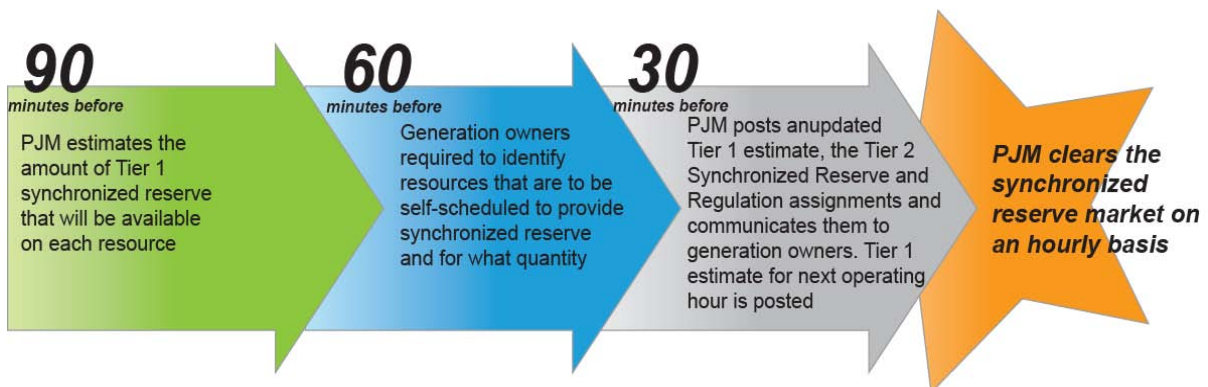 90
minutes before
PJM estimates the
amount of Tier 1
synchronized reserve
that will be available
on each resource
60
minutes before
Generation owners
required to identify
resources that are to be
self-scheduled to provide
synchronized reserve
and for what quantity
30
minutes before
PJM posts anupdated
Tier 1 estimate, the Tier 2
Synchronized Reserve and
Regulation assignments and
communicates them to
generation owners. Tier 1
estimate for next operating
hour is posted
PJM clears the
synchronized
reserve market on
an hourly basis